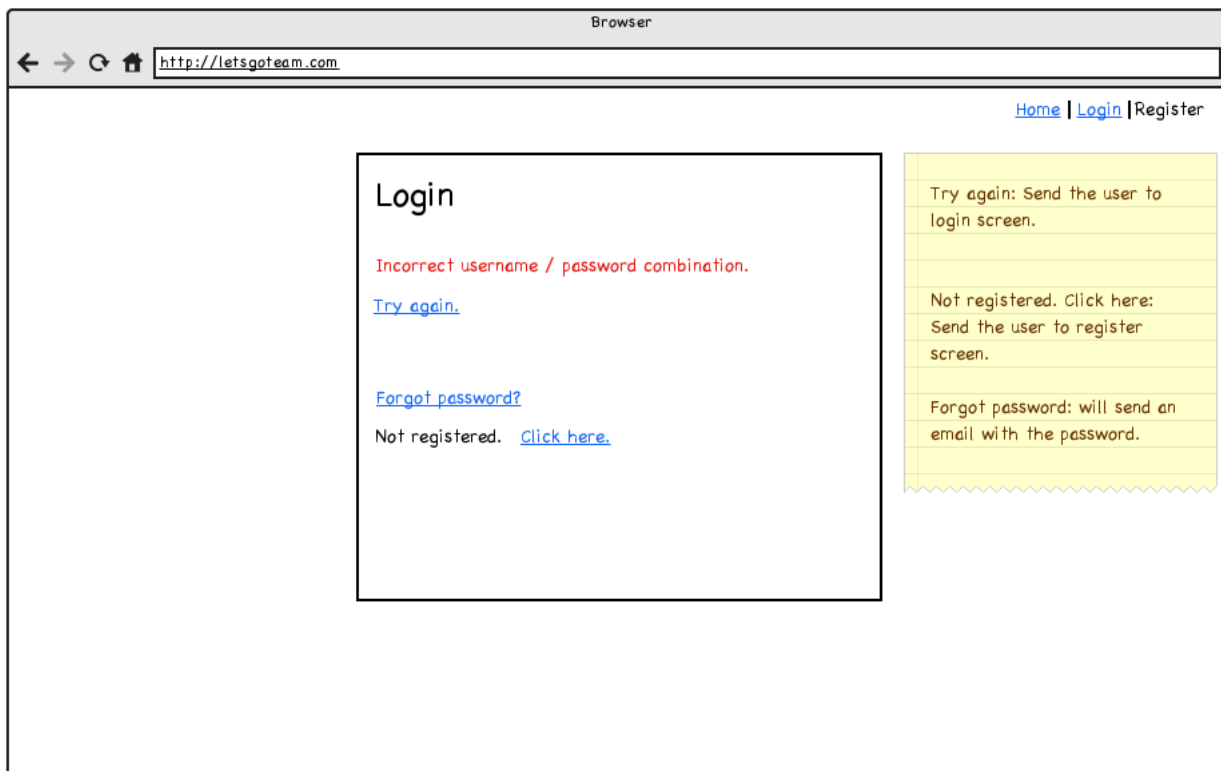 Browser
http://letsgoteam.com
Home | Login | Register
Login
Incorrect username / password combination.
Try again.
Forgot password?
Not registered. Click here.
Try again: Send the user to
login screen.
Not registered. Click here:
Send the user to register
screen.
Forgot password: will send an
email with the password.